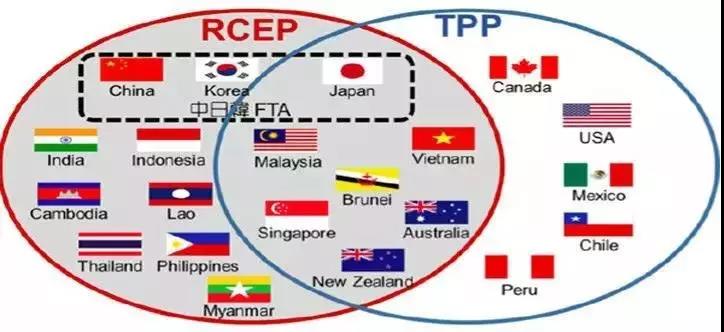 RCEP
TPP
China
Korea
Japan
中日韓 FTA
Canada
USA
India
Indonesia
Malaysia
Vietnam
Brunei
Mexico
Cambodia
Lao
Singapore
Australia
Chile
Thailand
Philippines
New Zealand
Peru
Myanmar